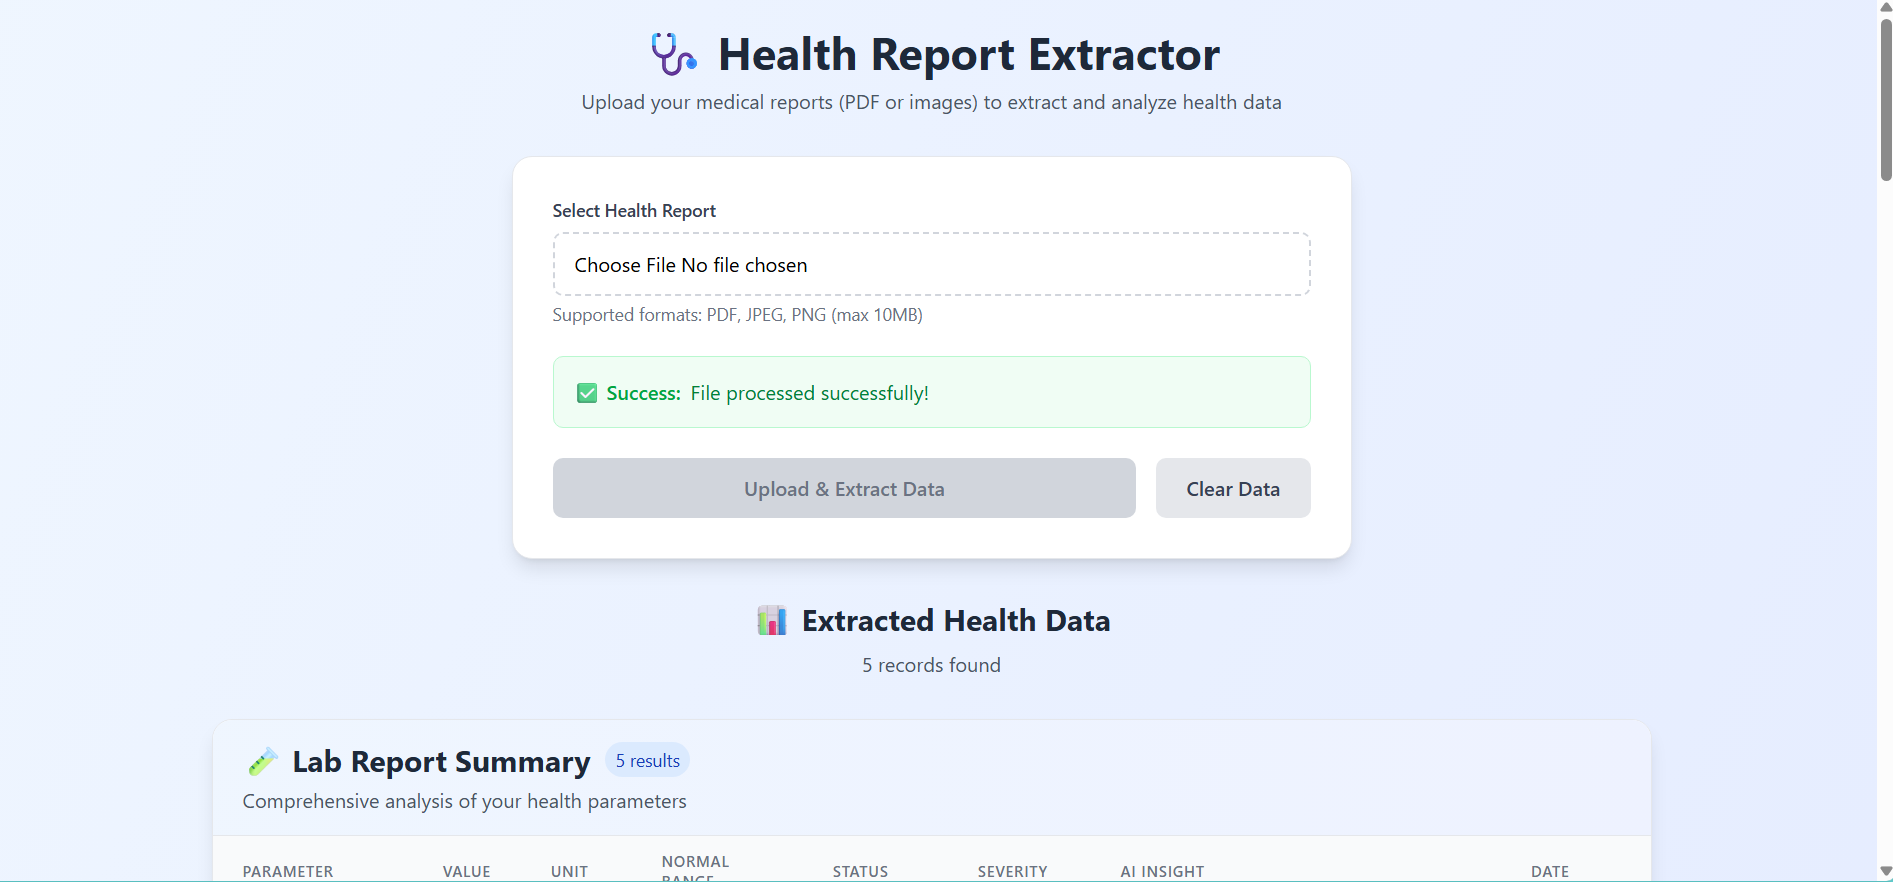 Health Report Extractor
Upload your medical reports (PDF or images) to extract and analyze health data
Select Health Report
Choose File No file chosen
Supported formats: PDF, JPEG, PNG (max 10MB)
Success: File processed successfully!
Upload & Extract Data
Clear Data
Extracted Health Data
5 records found
Lab Report Summary
5 results
Comprehensive analysis of your health parameters
PARAMETER
VALUE
UNIT
NORMAL
RANGE
STATUS
SEVERITY
AI INSIGHT
DATE